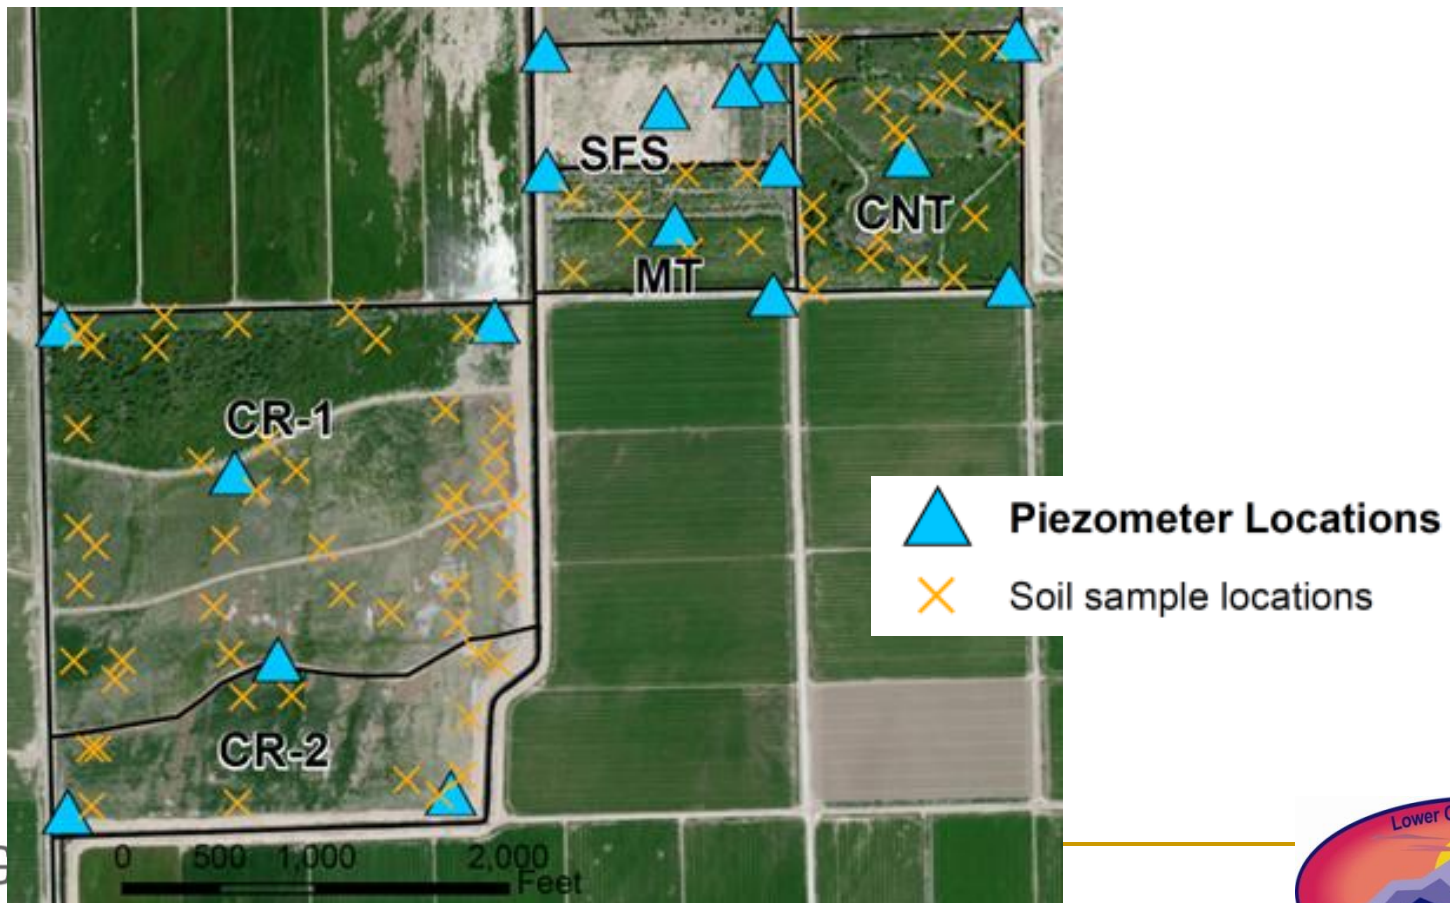 SFS
CNT
MT
CR-1
Piezometer Locations
Soil sample locations
CR-2
Lower
0 500 1,000 2,000
Feet